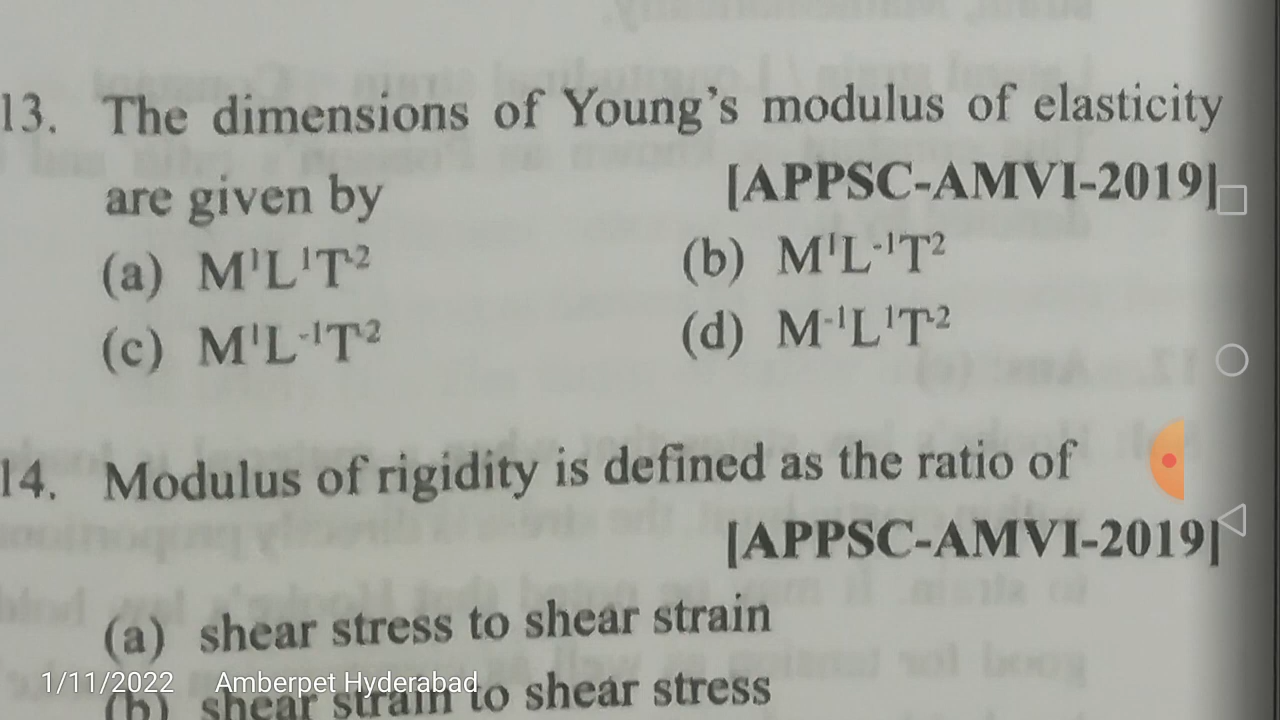 13. The dimensions of Young's modulus of elasticity
are given by [APPSC-AMVI-2019]
(a) M¹L¹T⁻² (b) M¹L⁻¹T²
(c) M¹L⁻¹T⁻² (d) M⁻¹L¹T⁻²
14. Modulus of rigidity is defined as the ratio of
[APPSC-AMVI-2019]
(a) shear stress to shear strain
1/11/2022 Amberpet Hyderabad
(b) shear strain to shear stress